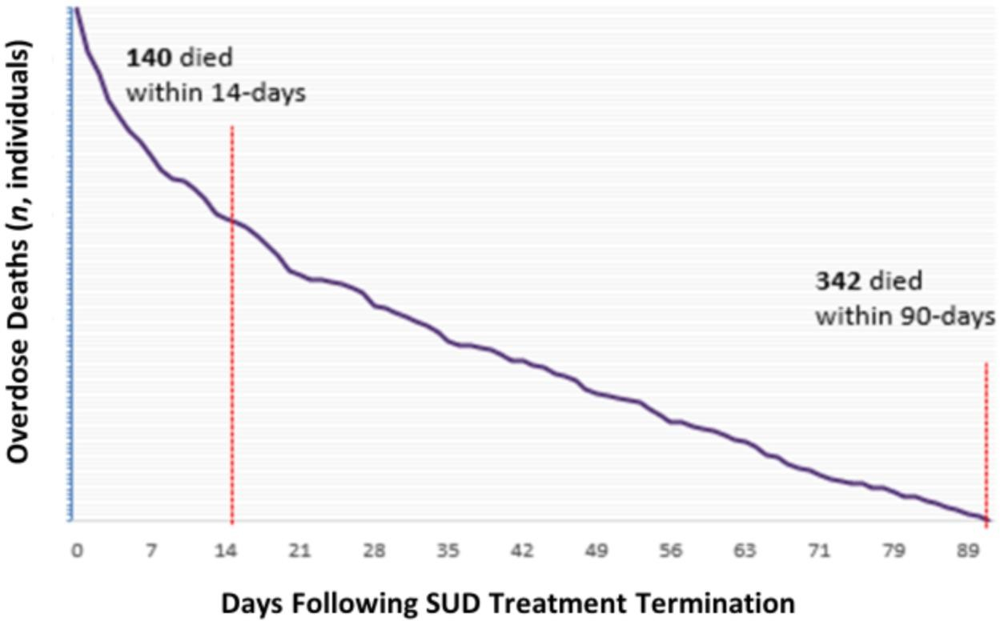 Overdose Deaths (n, individuals)
140 died
within 14-days
342 died
within 90-days
0 7 14 21 28 35 42 49 56 63 71 79 89
Days Following SUD Treatment Termination